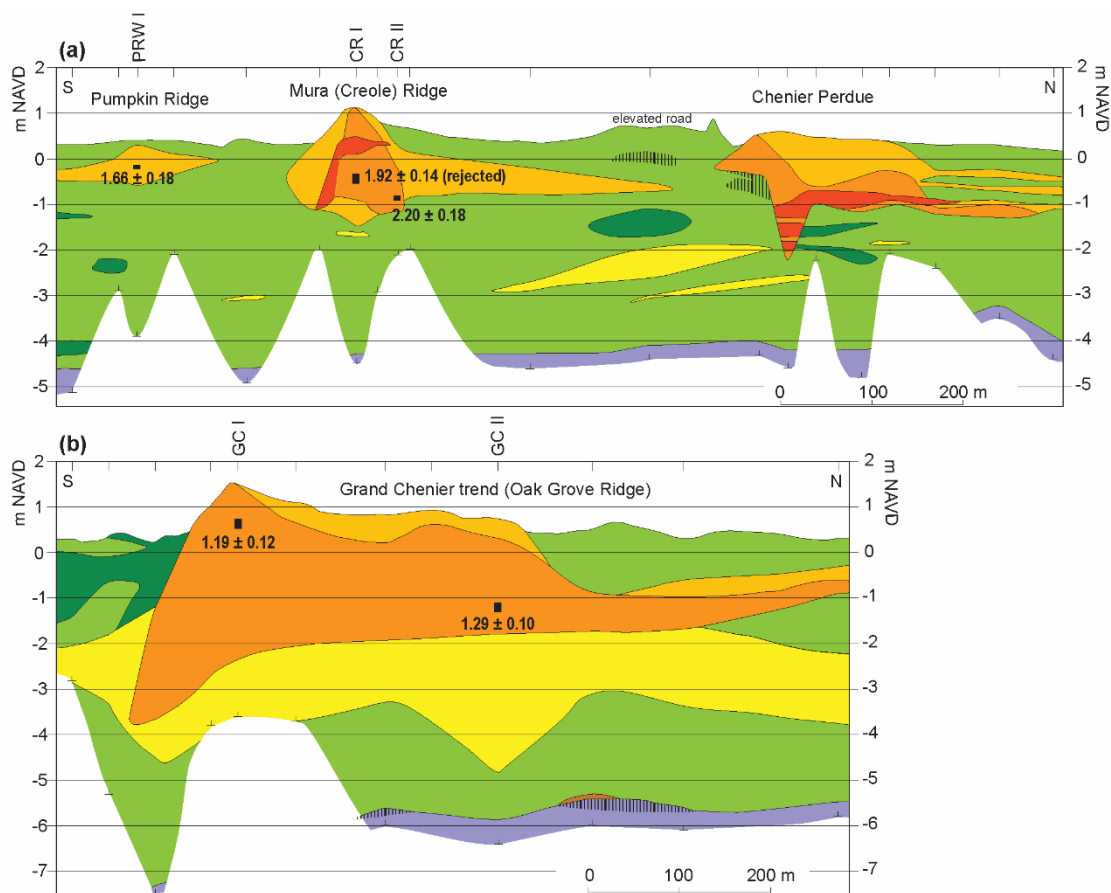 PRW I
CR I
CR II
(a)
2
2
S
Pumpkin Ridge
Mura (Creole) Ridge
Chenier Perdue
N
m NAVD
m NAVD
1
1
elevated road
0
0
1.66 ± 0.18
1.92 ± 0.14 (rejected)
-1
-1
2.20 ± 0.18
-2
-2
-3
-3
-4
-4
-5
-5
0 100 200 m
(b)
GC I
GC II
2
2
S
Grand Chenier trend (Oak Grove Ridge)
N
m NAVD
m NAVD
1
1
1.19 ± 0.12
0
0
-1
-1
1.29 ± 0.10
-2
-2
-3
-3
-4
-4
-5
-5
-6
-6
-7
-7
0 100 200 m